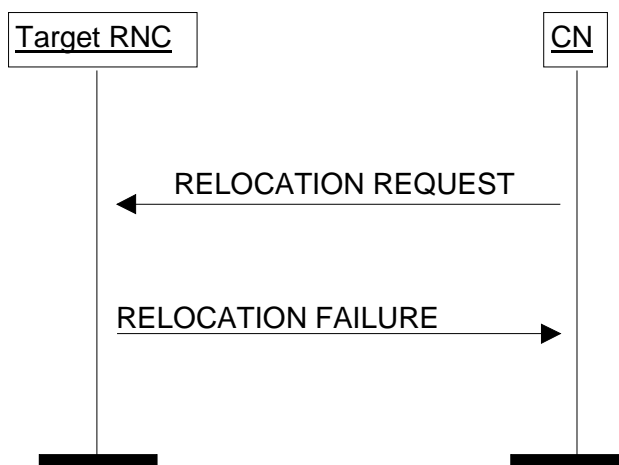 Target RNC
CN
RELOCATION REQUEST
RELOCATION FAILURE